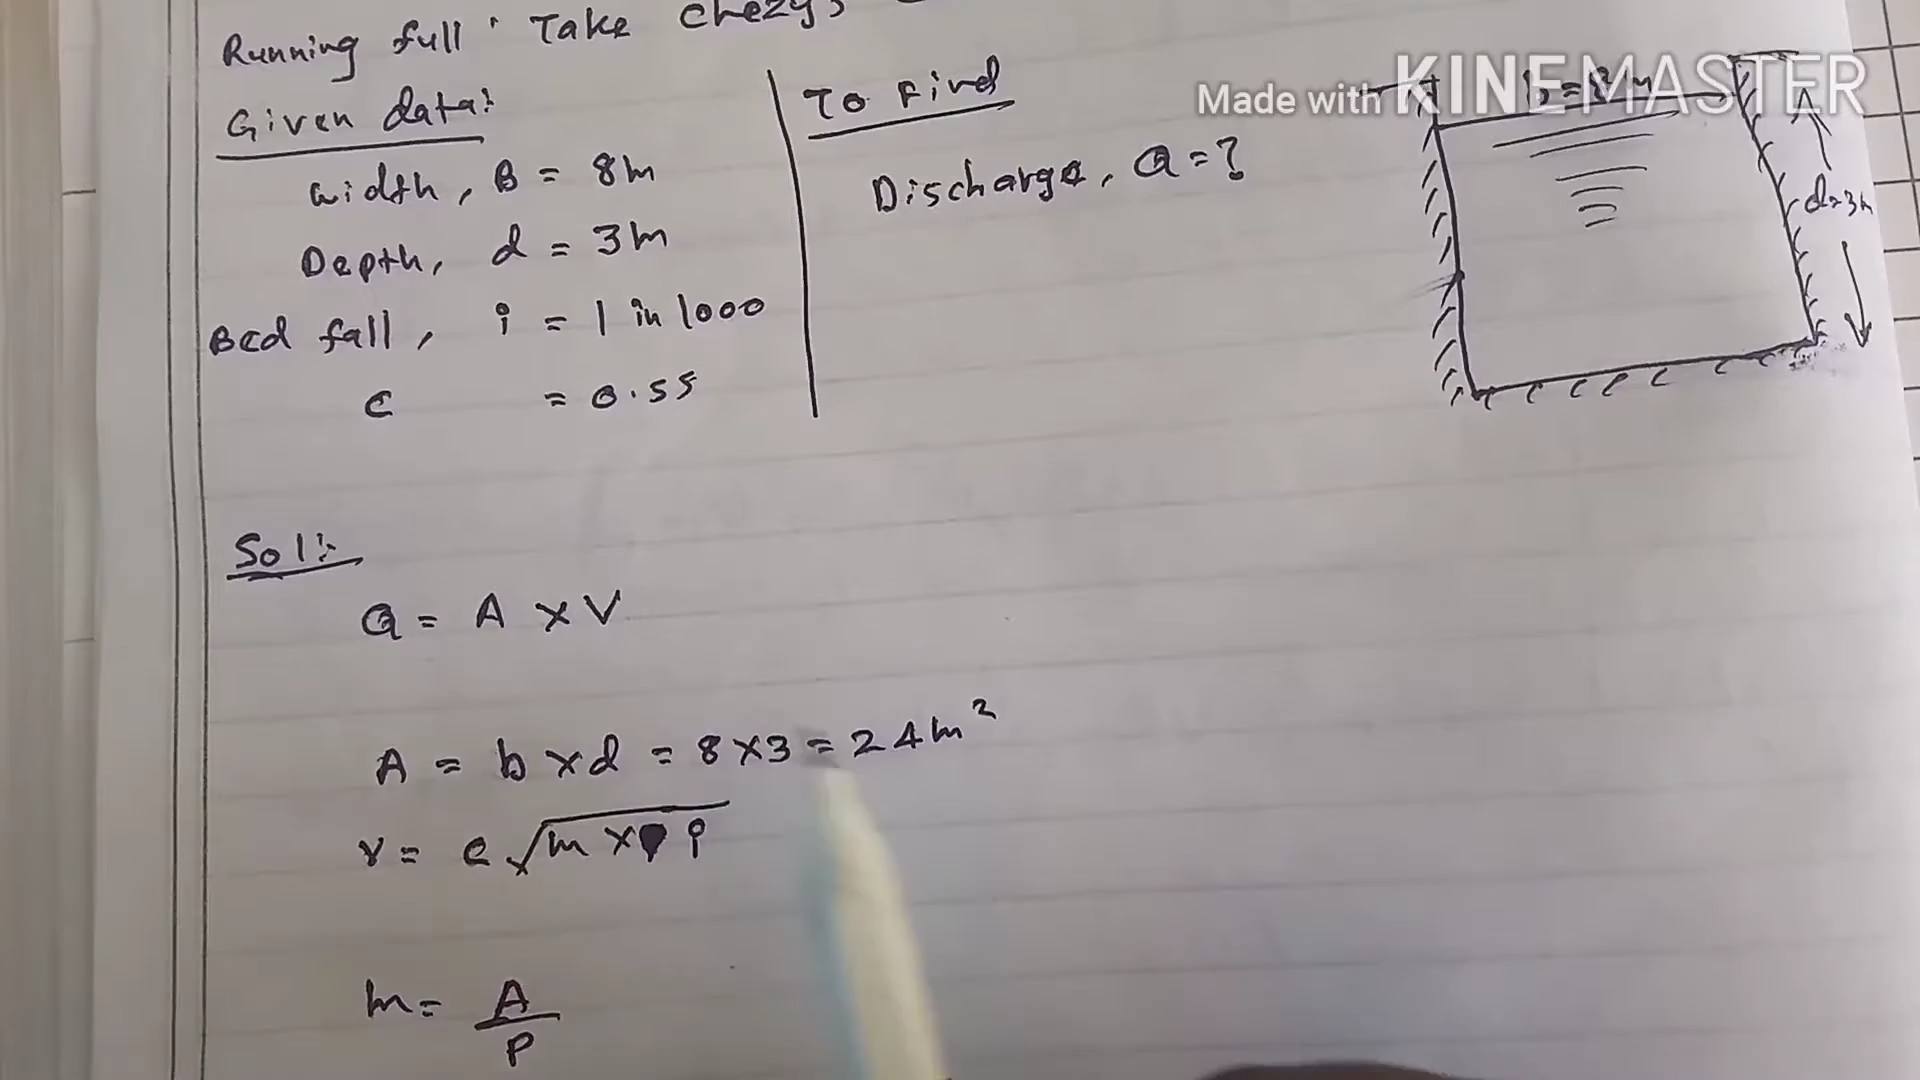 Running full. Take Chezy's
Given data:
To Find
Made with KINEMASTER
b = 8m
width, B = 8m
Discharge, Q = ?
Depth, d = 3m
d = 3m
Bed fall, i = 1 in 1000
C = 0.55
Sol:
Q = A × V
A = b × d = 8 × 3 = 24 m²
V = C √m × i
m = A
P